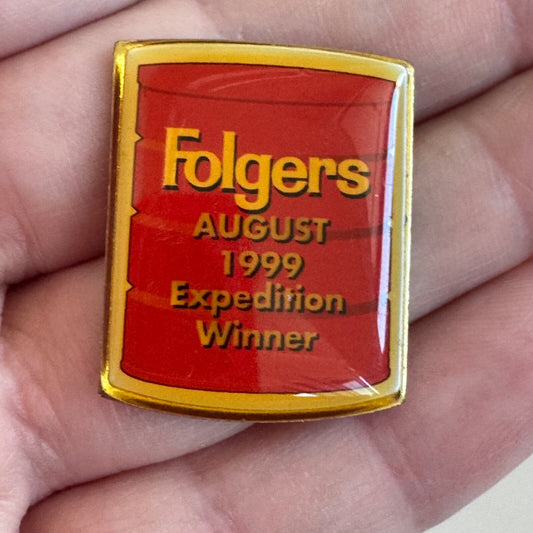 Folgers
AUGUST
1999
Expedition
Winner